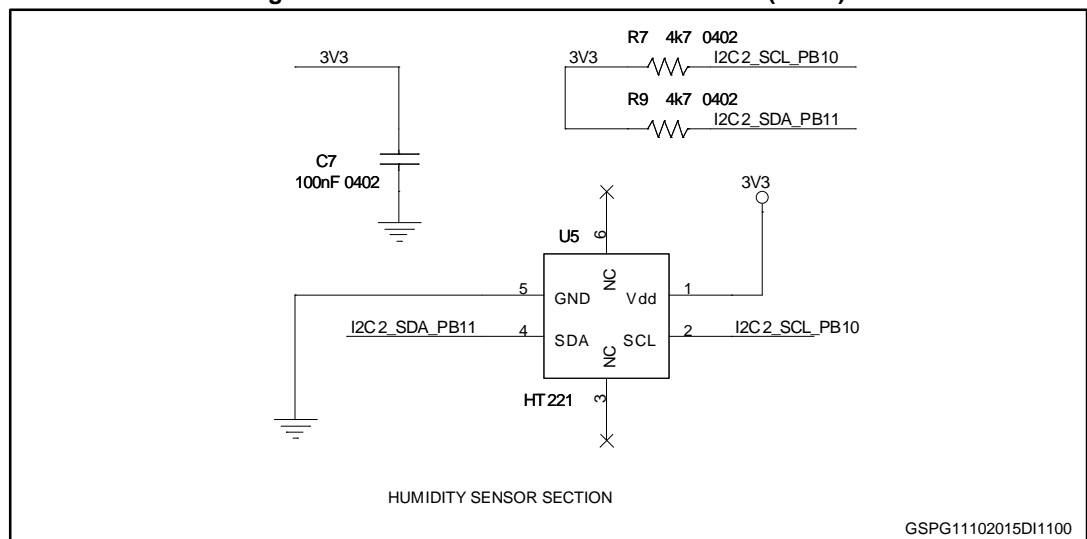 R7 4k7 0402
3V3
3V3
I2C2_SCL_PB10
R9 4k7 0402
I2C2_SDA_PB11
C7
100nF 0402
3V3
U5
6
NC
5
GND
Vdd
1
I2C2_SDA_PB11
4
SDA
SCL
2
I2C2_SCL_PB10
NC
HT221
3
HUMIDITY SENSOR SECTION
GSPG11102015DI1100